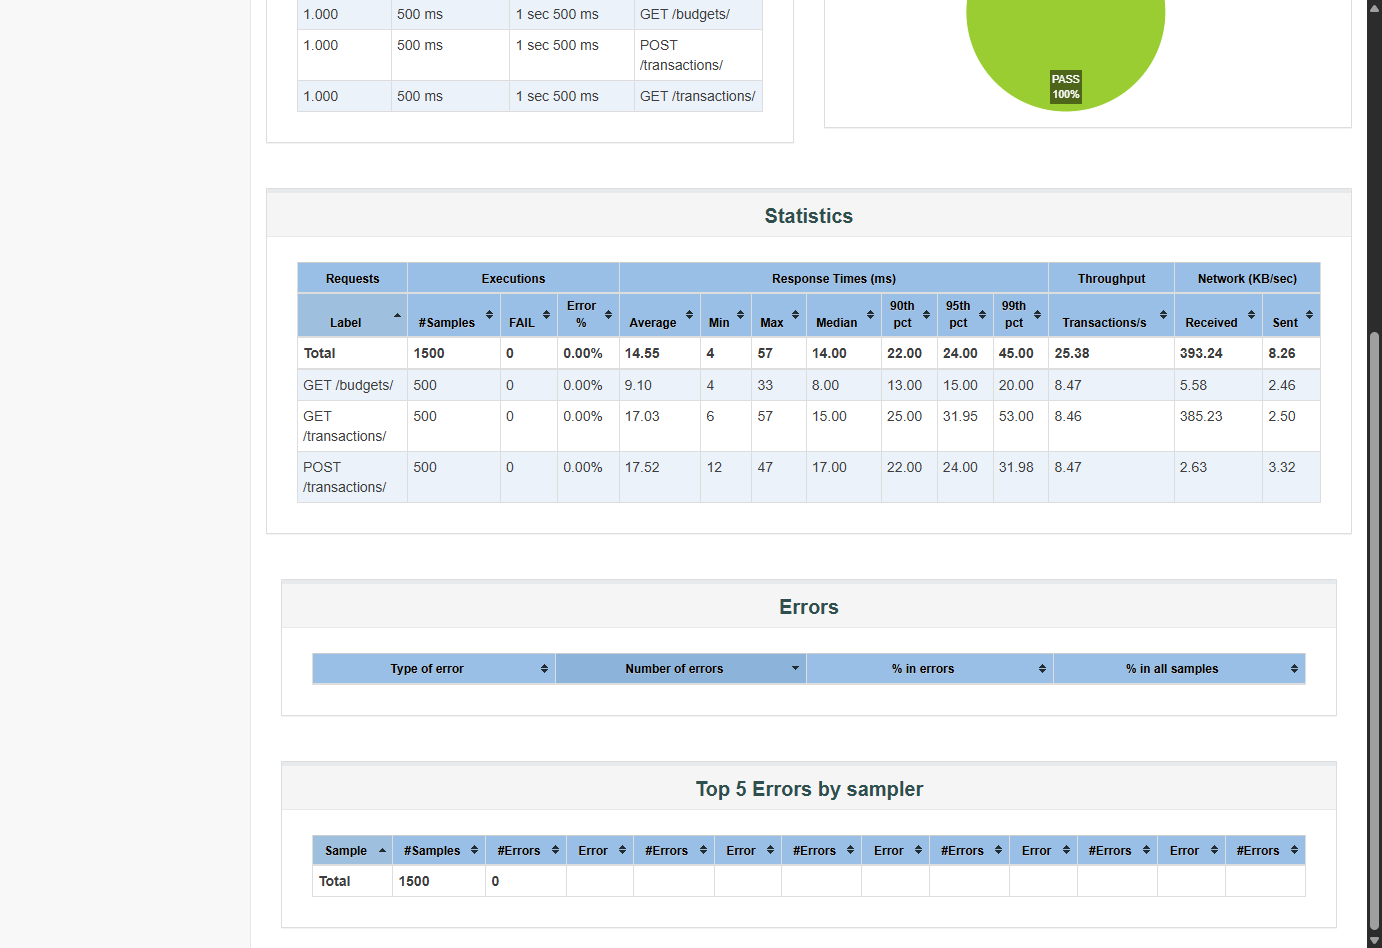 1.000 500 ms 1 sec 500 ms GET /budgets/
1.000 500 ms 1 sec 500 ms POST
/transactions/
1.000 500 ms 1 sec 500 ms GET /transactions/
PASS
100%
Statistics
Requests Executions Response Times (ms) Throughput Network (KB/sec)
Label #Samples FAIL Error % Average Min Max Median 90th pct 95th pct 99th pct Transactions/s Received Sent
Total 1500 0 0.00% 14.55 4 57 14.00 22.00 24.00 45.00 25.38 393.24 8.26
GET /budgets/ 500 0 0.00% 9.10 4 33 8.00 13.00 15.00 20.00 8.47 5.58 2.46
GET 500 0 0.00% 17.03 6 57 15.00 25.00 31.95 53.00 8.46 385.23 2.50
/transactions/
POST 500 0 0.00% 17.52 12 47 17.00 22.00 24.00 31.98 8.47 2.63 3.32
/transactions/
Errors
Type of error Number of errors % in errors % in all samples
Top 5 Errors by sampler
Sample #Samples #Errors Error #Errors Error #Errors Error #Errors Error #Errors Error #Errors
Total 1500 0